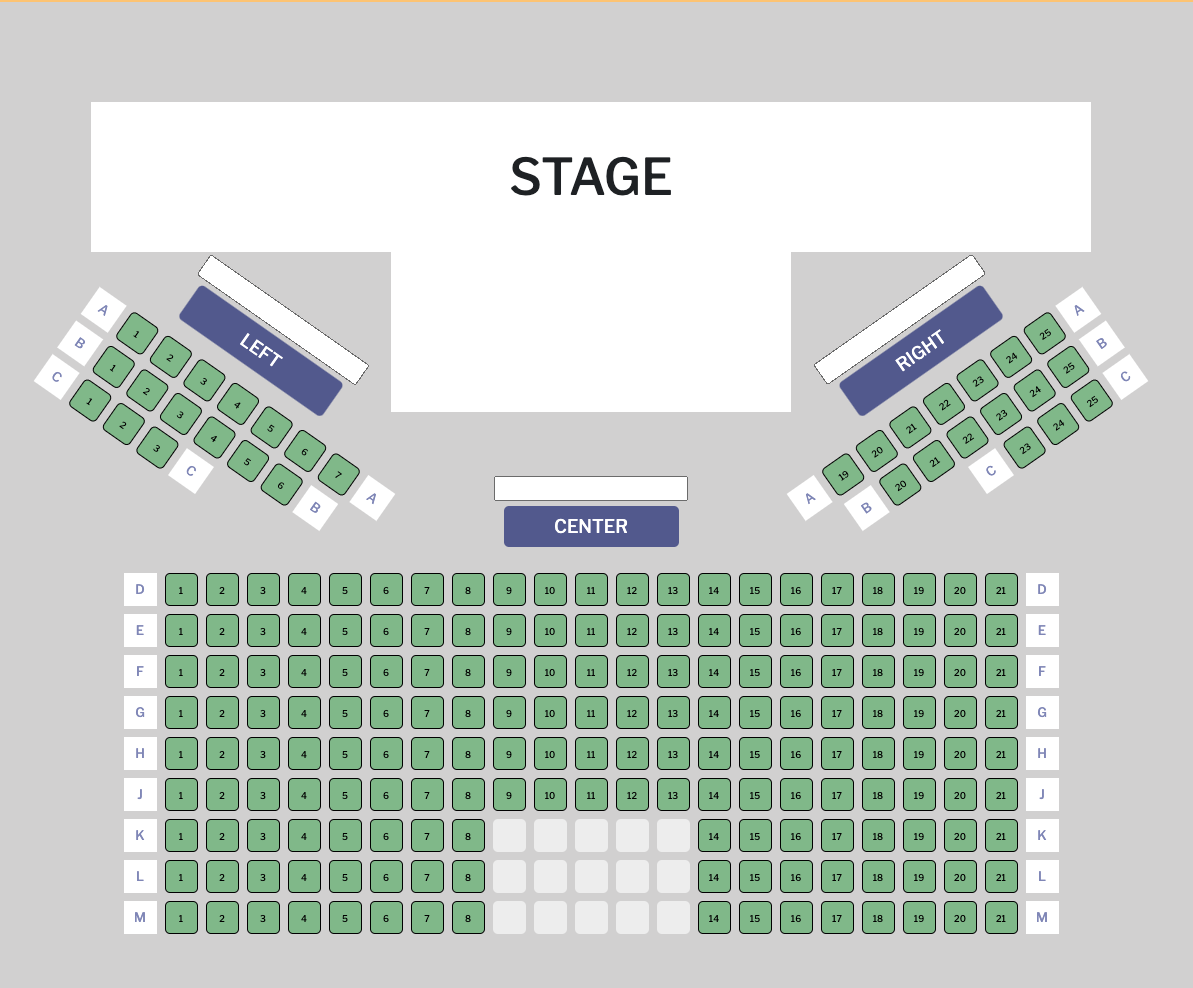 STAGE
LEFT
RIGHT
A 1 2 3 4 5 6 7 A
B 1 2 3 4 5 6 B
C 1 2 3 C
A 19 20 21 22 23 24 25 A
B 20 21 22 23 24 25 B
C 23 24 25 C
CENTER
D 1 2 3 4 5 6 7 8 9 10 11 12 13 14 15 16 17 18 19 20 21 D
E 1 2 3 4 5 6 7 8 9 10 11 12 13 14 15 16 17 18 19 20 21 E
F 1 2 3 4 5 6 7 8 9 10 11 12 13 14 15 16 17 18 19 20 21 F
G 1 2 3 4 5 6 7 8 9 10 11 12 13 14 15 16 17 18 19 20 21 G
H 1 2 3 4 5 6 7 8 9 10 11 12 13 14 15 16 17 18 19 20 21 H
J 1 2 3 4 5 6 7 8 9 10 11 12 13 14 15 16 17 18 19 20 21 J
K 1 2 3 4 5 6 7 8 14 15 16 17 18 19 20 21 K
L 1 2 3 4 5 6 7 8 14 15 16 17 18 19 20 21 L
M 1 2 3 4 5 6 7 8 14 15 16 17 18 19 20 21 M